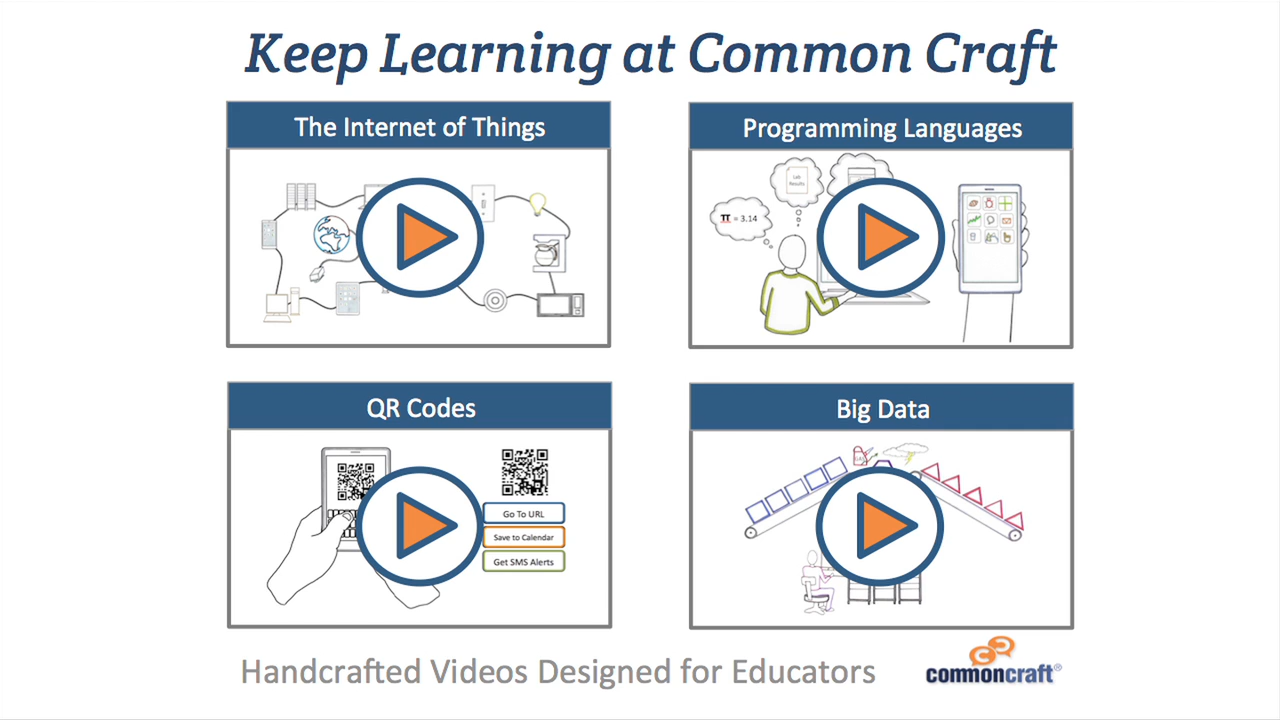 Keep Learning at Common Craft
The Internet of Things
Programming Languages
Lab
Results
π = 3.14
QR Codes
Go To URL
Save to Calendar
Get SMS Alerts
Big Data
GAS
Handcrafted Videos Designed for Educators
commoncraft®